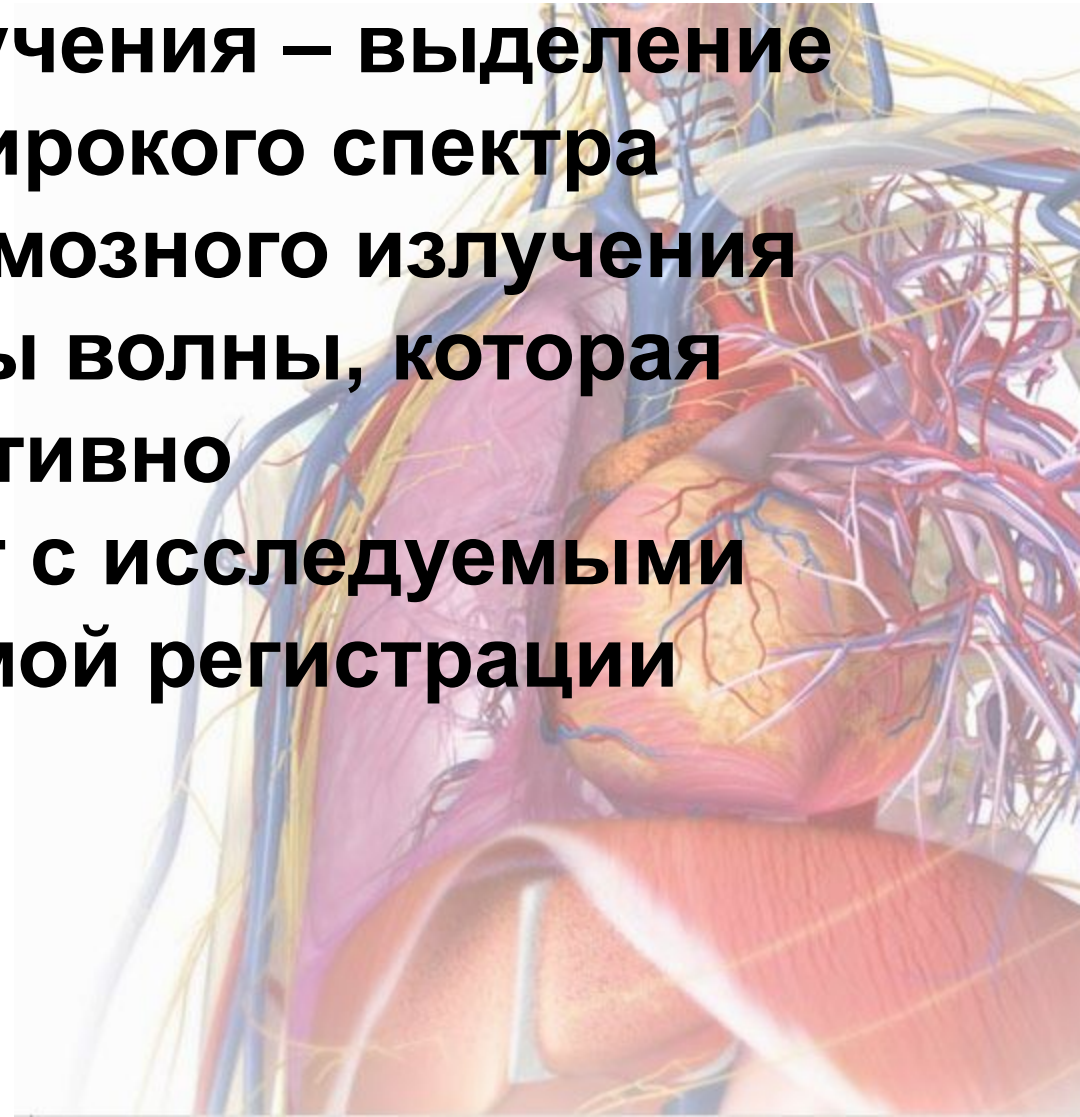 учения – выделение
ирокого спектра
мозного излучения
ы волны, которая
тивно
т с исследуемыми
мой регистрации